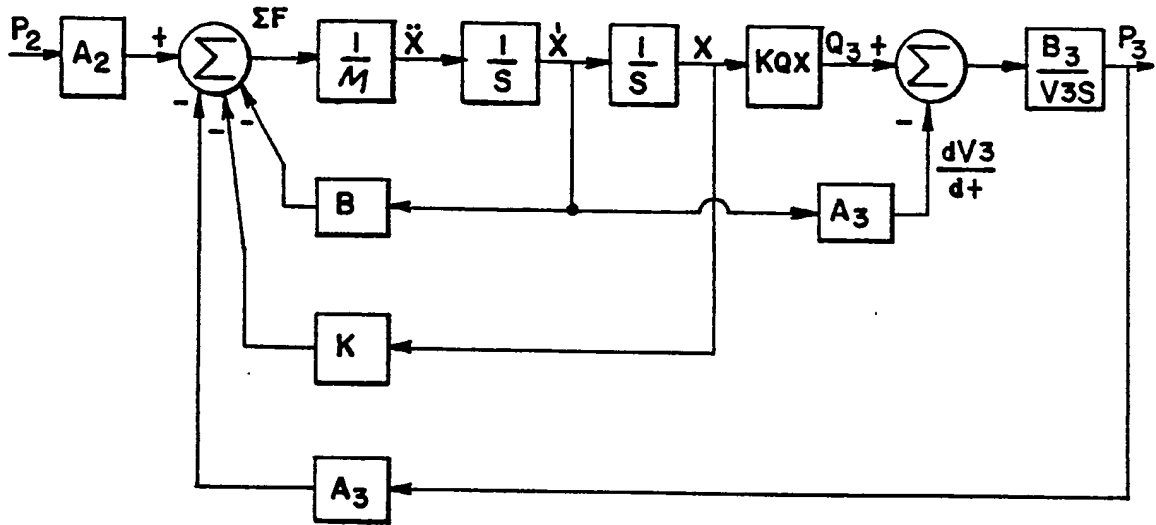 P2 A2 + Σ ΣF 1/M Ẍ 1/S Ẋ 1/S X KQX Q3 + Σ B3/V3S P3
- - - -
dV3/dt
B A3
K
A3